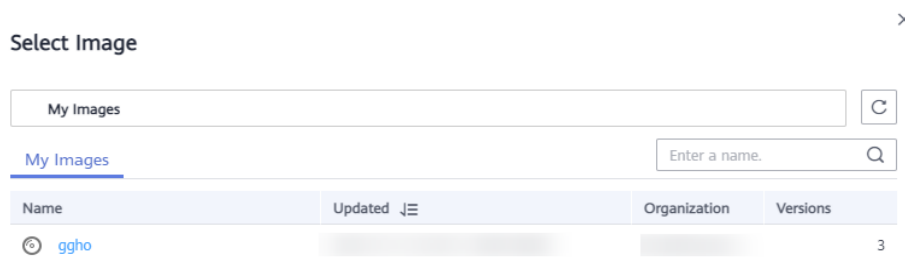 Select Image
My Images
My Images
Enter a name.
Name Updated Organization Versions
ggho 3